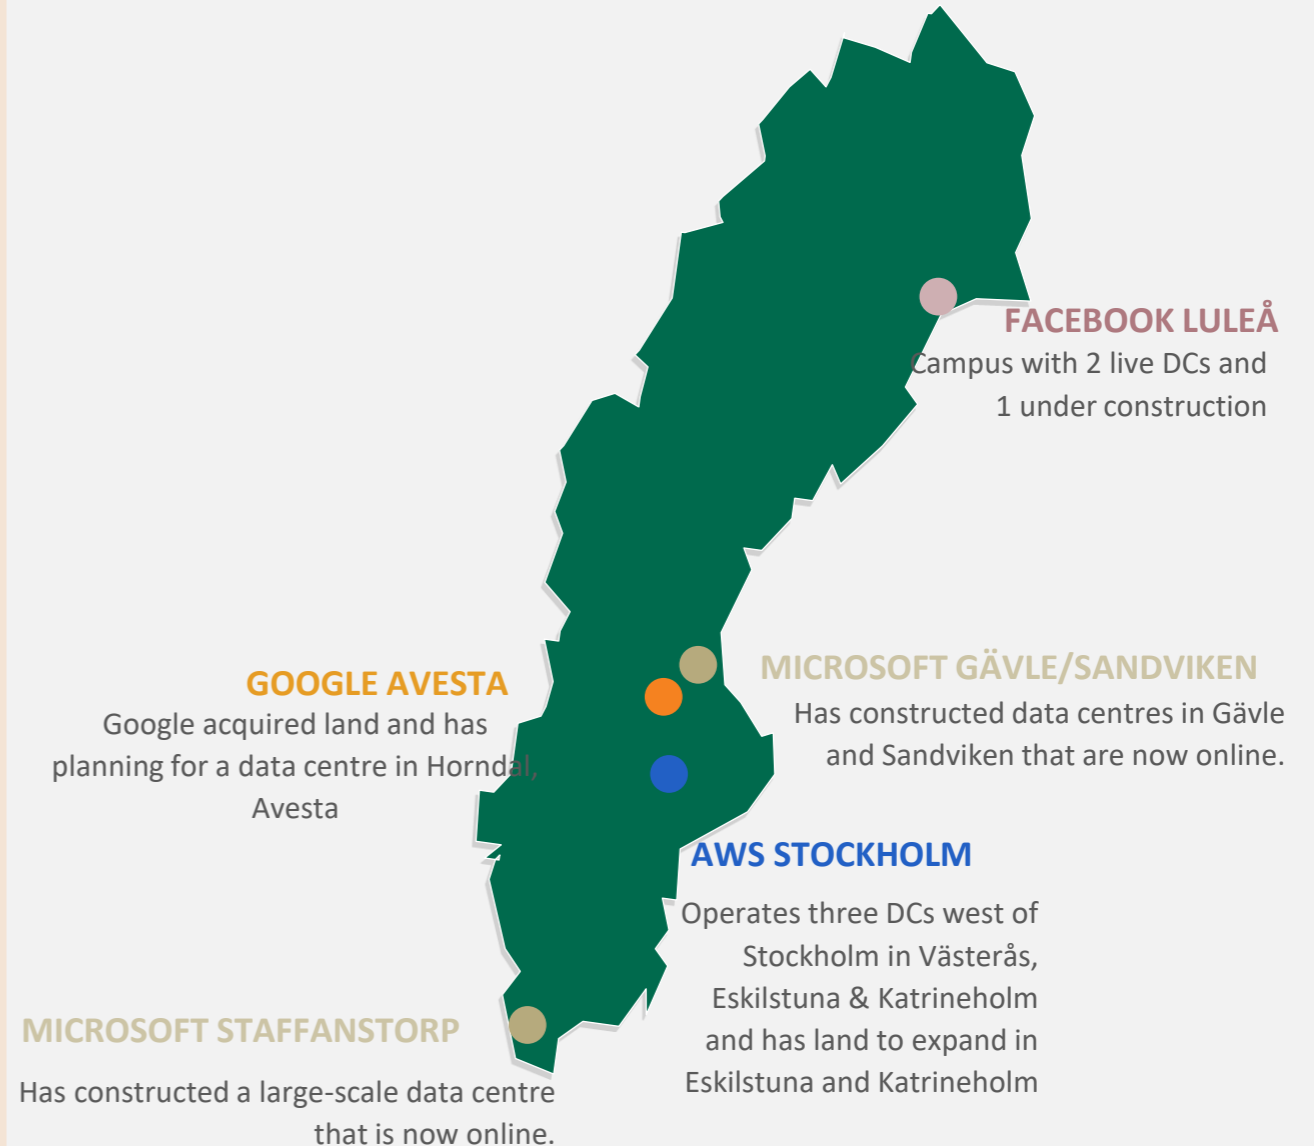 FACEBOOK LULEÅ
Campus with 2 live DCs and
1 under construction
GOOGLE AVESTA
Google acquired land and has
planning for a data centre in Horndal,
Avesta
MICROSOFT GÄVLE/SANDVIKEN
Has constructed data centres in Gävle
and Sandviken that are now online.
AWS STOCKHOLM
Operates three DCs west of
Stockholm in Västerås,
Eskilstuna & Katrineholm
and has land to expand in
Eskilstuna and Katrineholm
MICROSOFT STAFFANSTORP
Has constructed a large-scale data centre
that is now online.